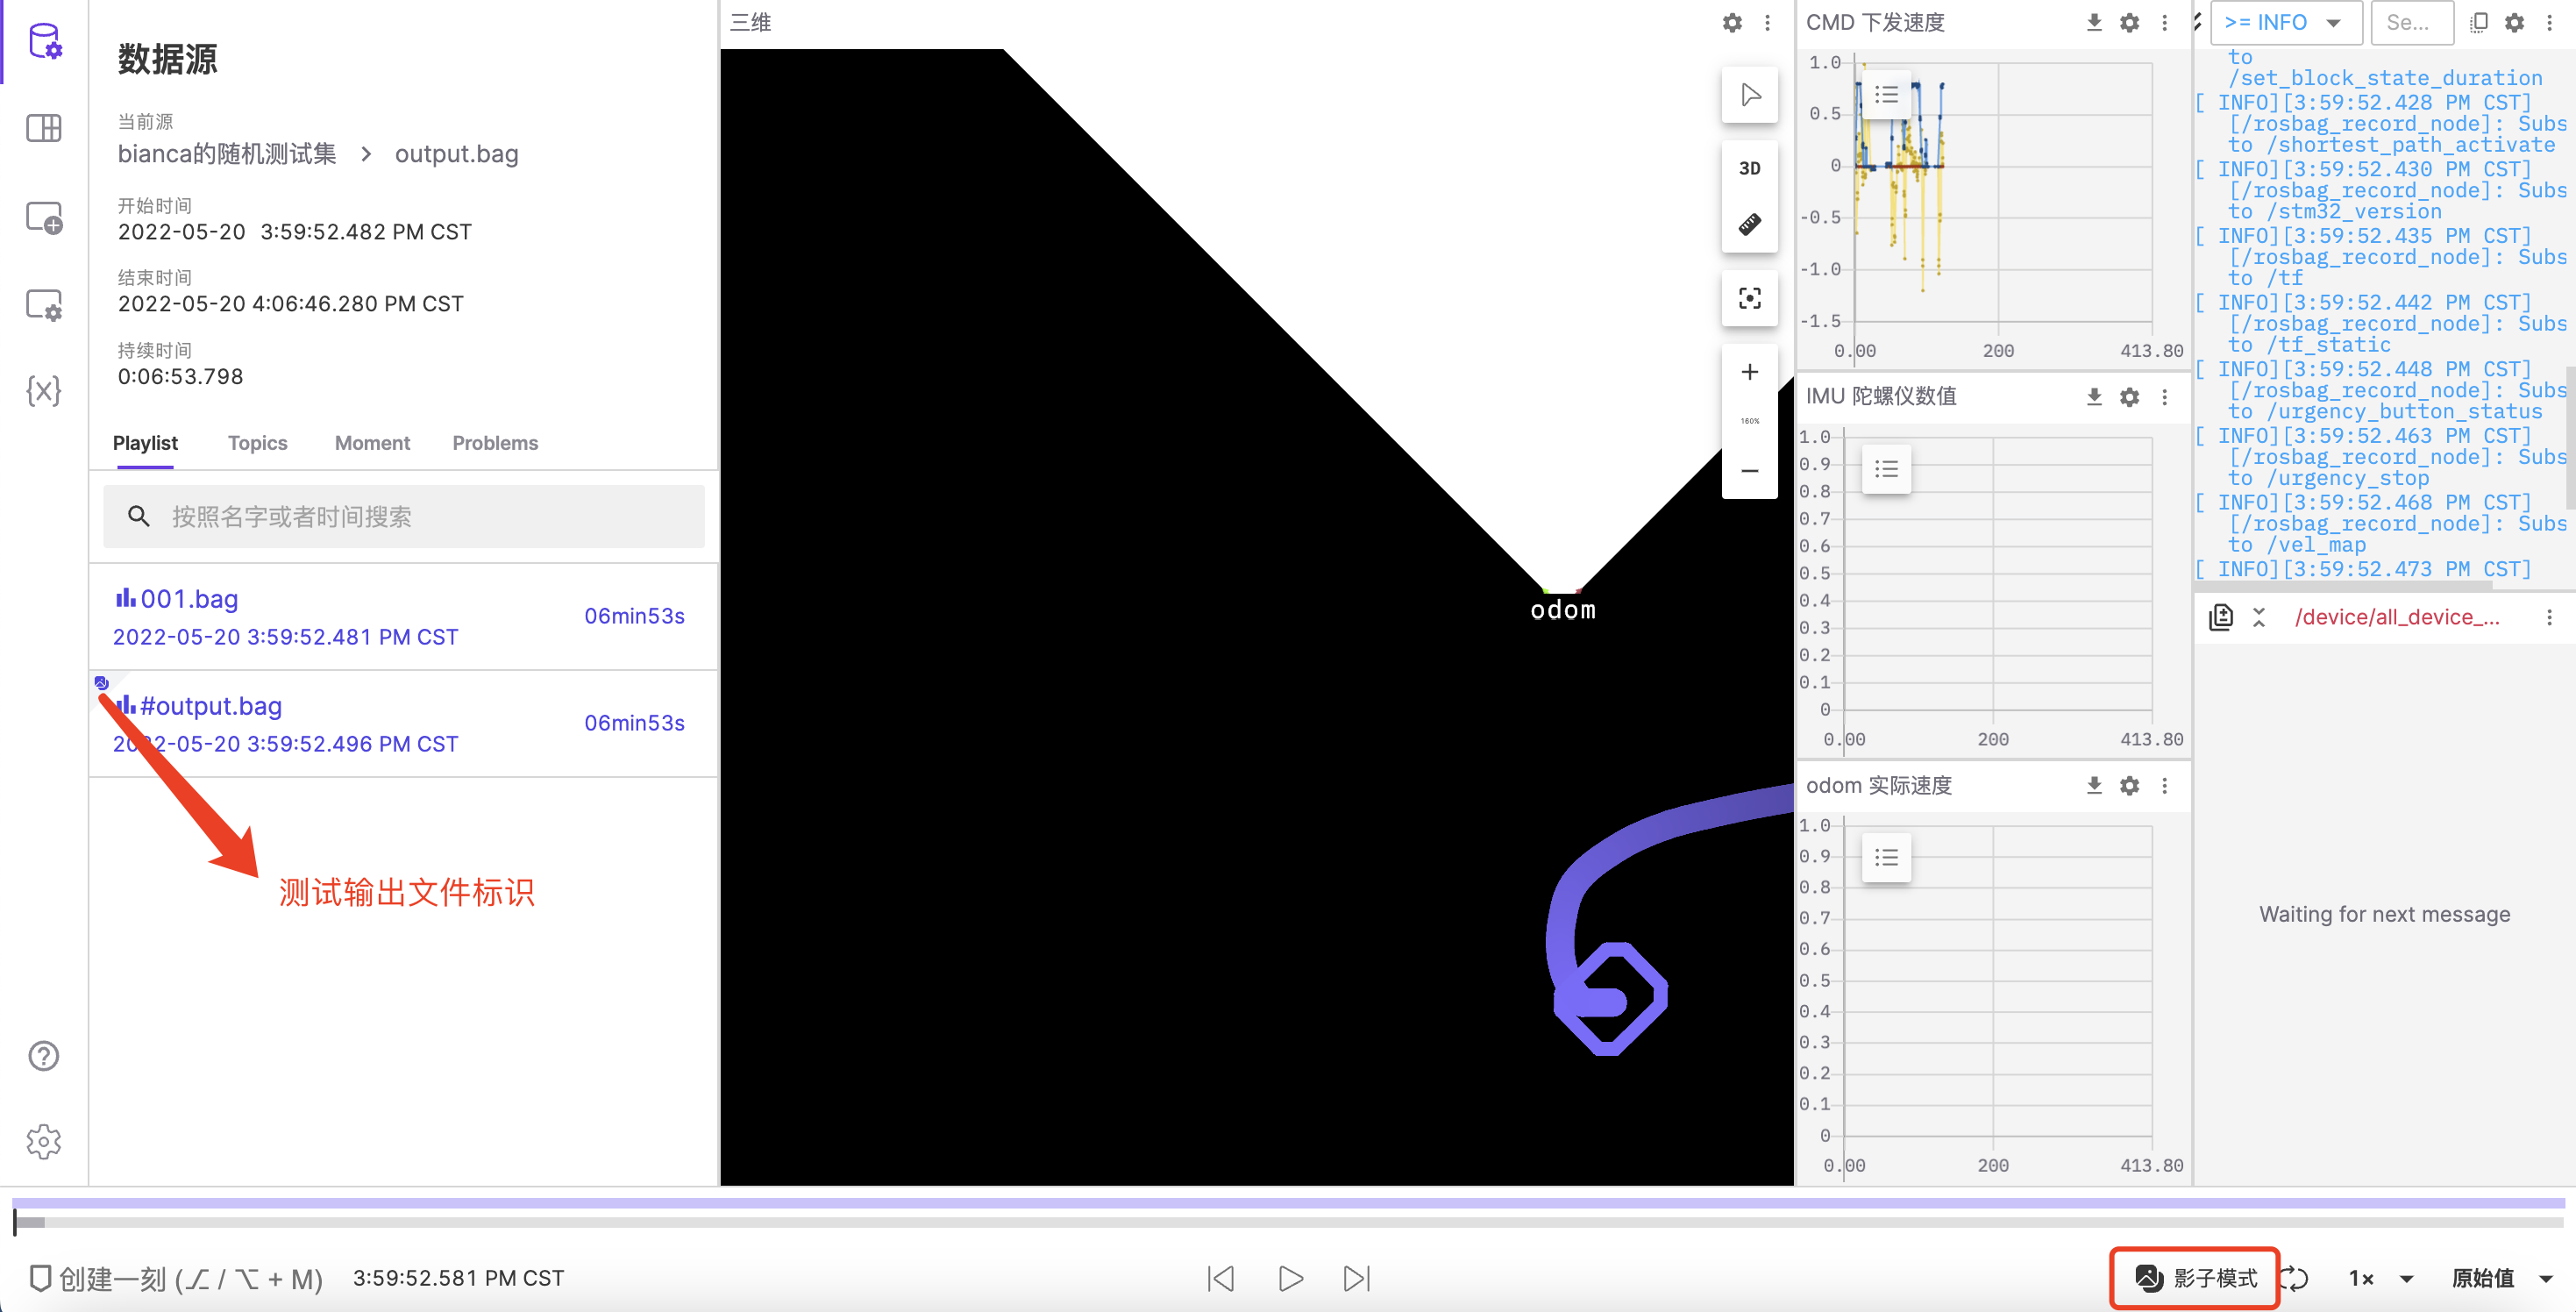 数据源
当前源
bianca的随机测试集 > output.bag
开始时间
2022-05-20 3:59:52.482 PM CST
结束时间
2022-05-20 4:06:46.280 PM CST
持续时间
0:06:53.798
Playlist Topics Moment Problems
按照名字或者时间搜索
001.bag
06min53s
2022-05-20 3:59:52.481 PM CST
#output.bag
06min53s
2022-05-20 3:59:52.496 PM CST
测试输出文件标识
三维
3D
160%
odom
CMD 下发速度
1.0
0.5
0
-0.5
-1.0
-1.5
0.00 200 413.80
IMU 陀螺仪数值
1.0
0.9
0.8
0.7
0.6
0.5
0.4
0.3
0.2
0.1
0
0.00 200 413.80
odom 实际速度
1.0
0.9
0.8
0.7
0.6
0.5
0.4
0.3
0.2
0.1
0
0.00 200 413.80
>= INFO
Se...
to
/set_block_state_duration
[ INFO][3:59:52.428 PM CST]
[/rosbag_record_node]: Subs
to /shortest_path_activate
[ INFO][3:59:52.430 PM CST]
[/rosbag_record_node]: Subs
to /stm32_version
[ INFO][3:59:52.435 PM CST]
[/rosbag_record_node]: Subs
to /tf
[ INFO][3:59:52.442 PM CST]
[/rosbag_record_node]: Subs
to /tf_static
[ INFO][3:59:52.448 PM CST]
[/rosbag_record_node]: Subs
to /urgency_button_status
[ INFO][3:59:52.463 PM CST]
[/rosbag_record_node]: Subs
to /urgency_stop
[ INFO][3:59:52.468 PM CST]
[/rosbag_record_node]: Subs
to /vel_map
[ INFO][3:59:52.473 PM CST]
/device/all_device_...
Waiting for next message
创建一刻 (⌥ / ⌥ + M) 3:59:52.581 PM CST
影子模式
1×
原始值